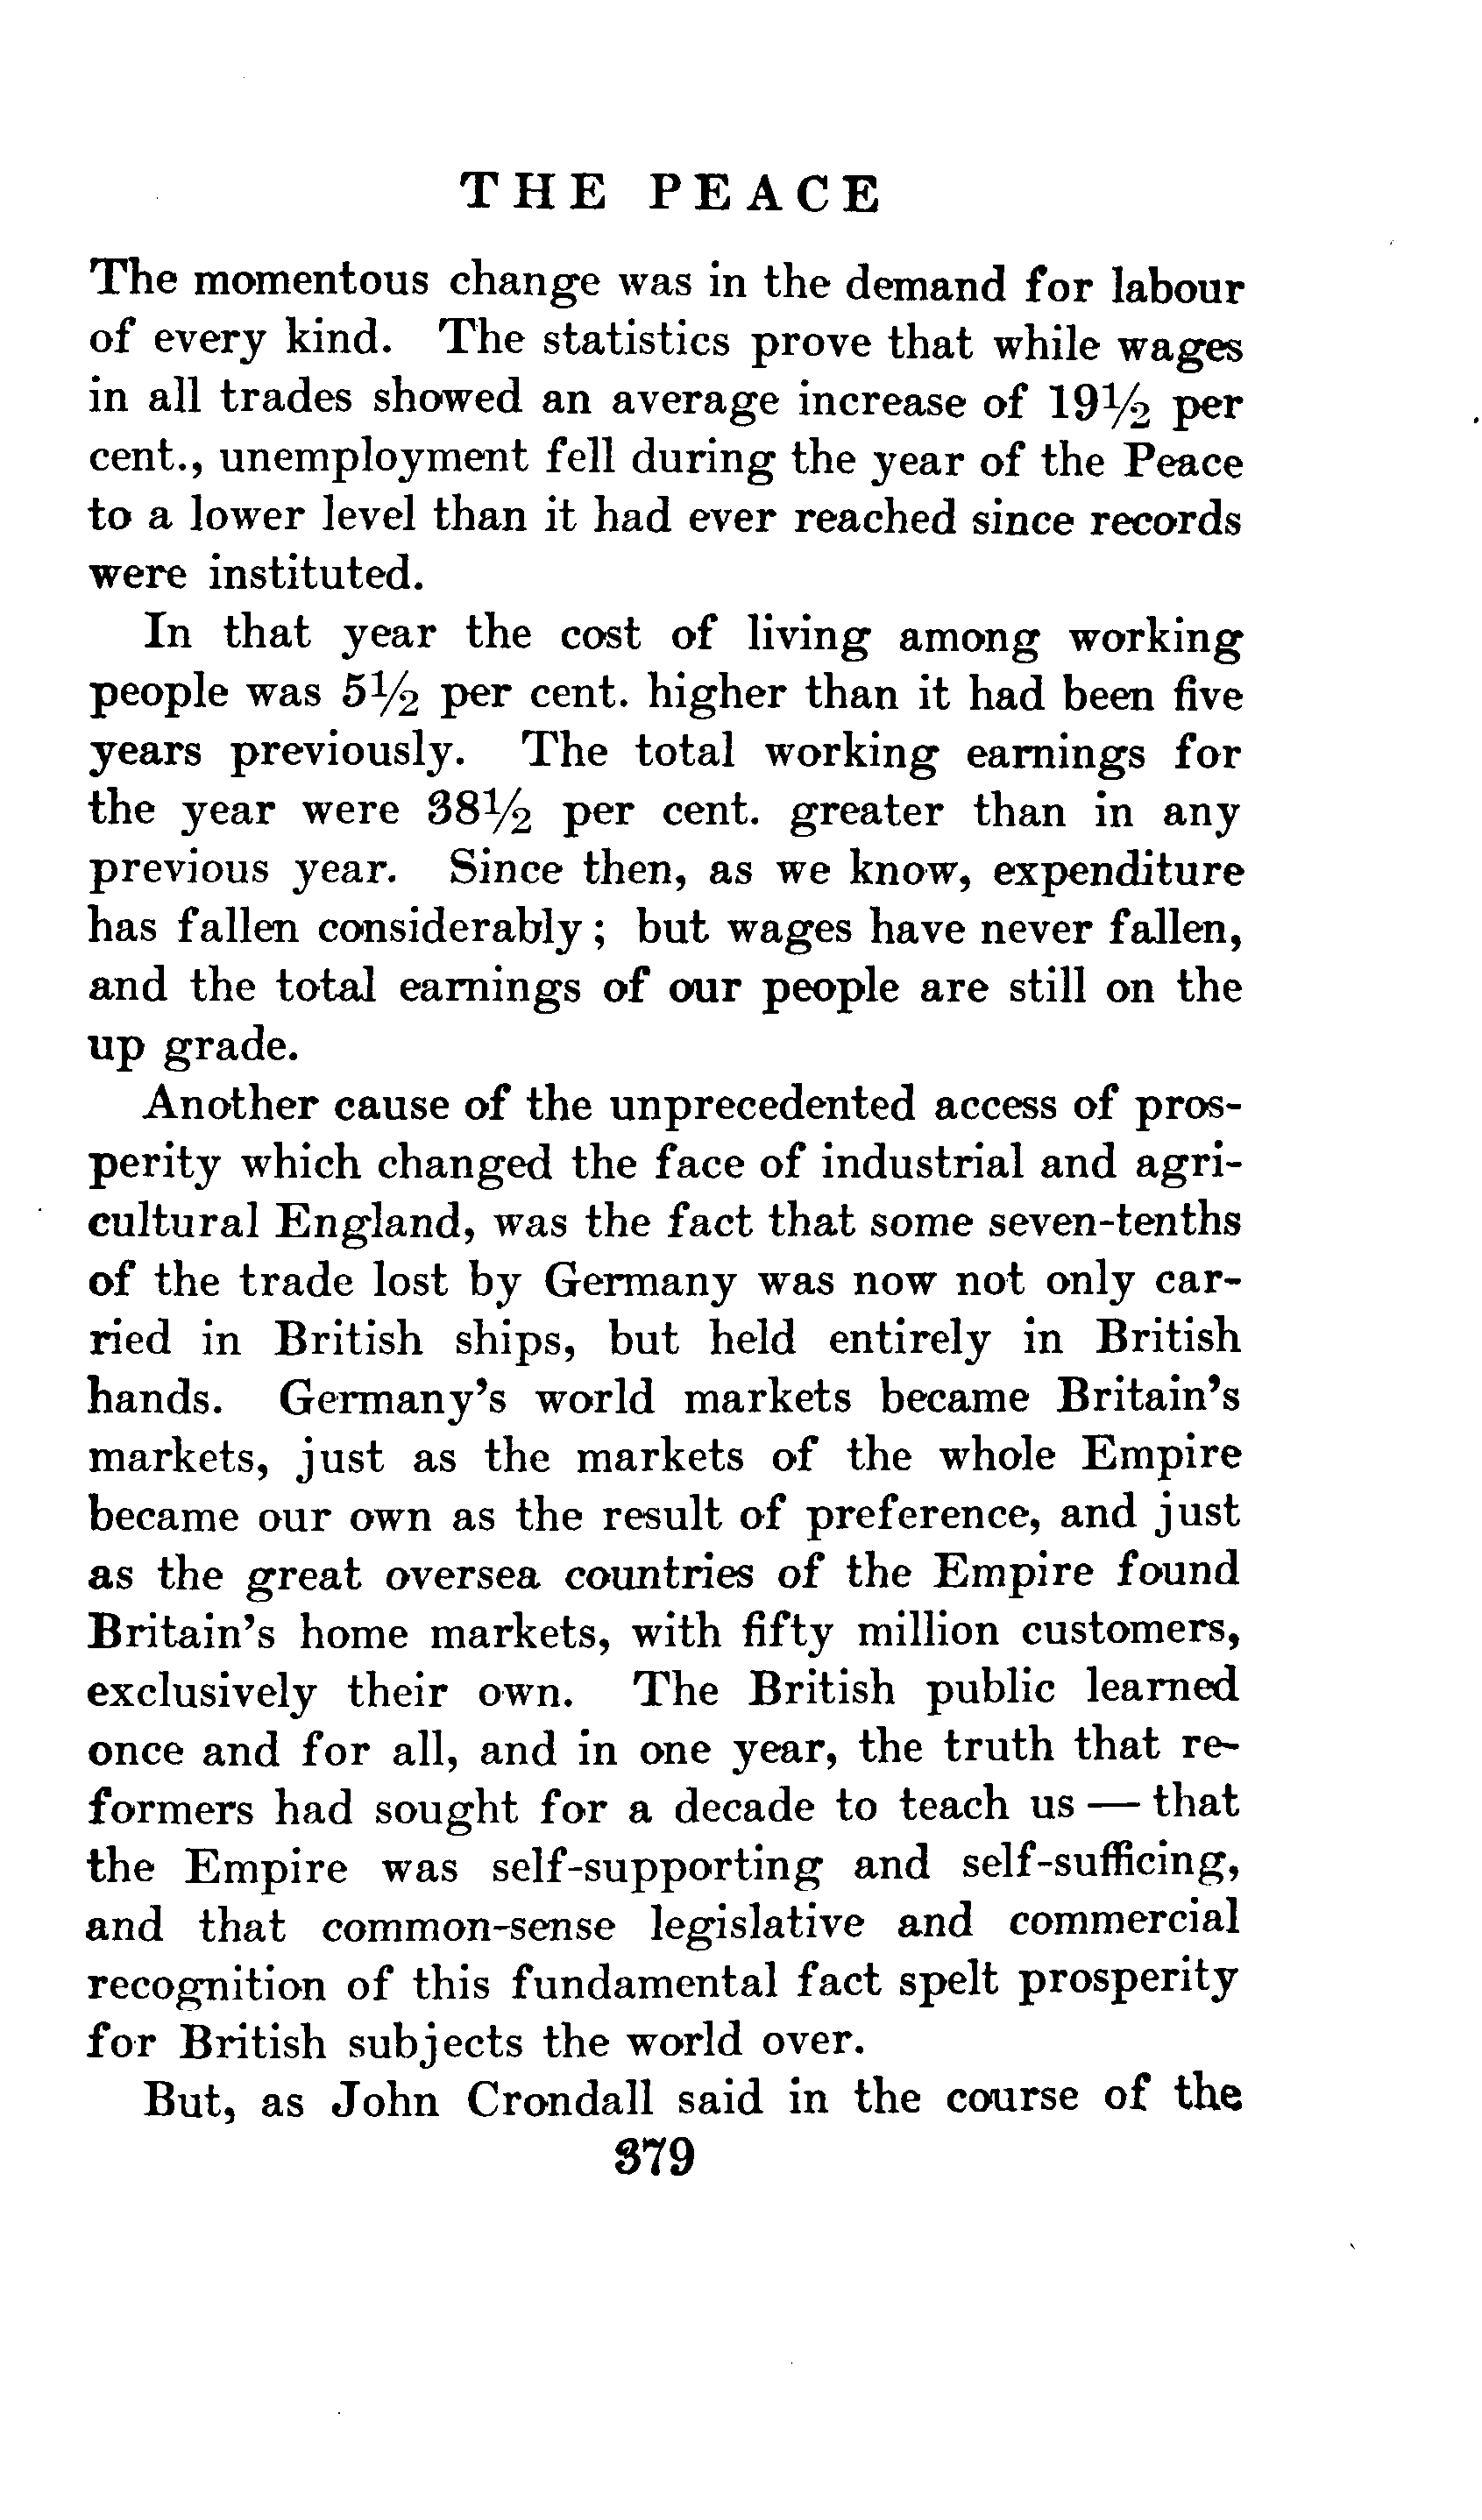 THE PEACE
The momentous change was in the demand for labour
of every kind. The statistics prove that while wages
in all trades showed an average increase of 19½ per
cent., unemployment fell during the year of the Peace
to a lower level than it had ever reached since records
were instituted.
In that year the cost of living among working
people was 5½ per cent. higher than it had been five
years previously. The total working earnings for
the year were 38½ per cent. greater than in any
previous year. Since then, as we know, expenditure
has fallen considerably; but wages have never fallen,
and the total earnings of our people are still on the
up grade.
Another cause of the unprecedented access of pros-
perity which changed the face of industrial and agri-
cultural England, was the fact that some seven-tenths
of the trade lost by Germany was now not only car-
ried in British ships, but held entirely in British
hands. Germany's world markets became Britain's
markets, just as the markets of the whole Empire
became our own as the result of preference, and just
as the great oversea countries of the Empire found
Britain's home markets, with fifty million customers,
exclusively their own. The British public learned
once and for all, and in one year, the truth that re-
formers had sought for a decade to teach us — that
the Empire was self-supporting and self-sufficing,
and that common-sense legislative and commercial
recognition of this fundamental fact spelt prosperity
for British subjects the world over.
But, as John Crondall said in the course of the
379